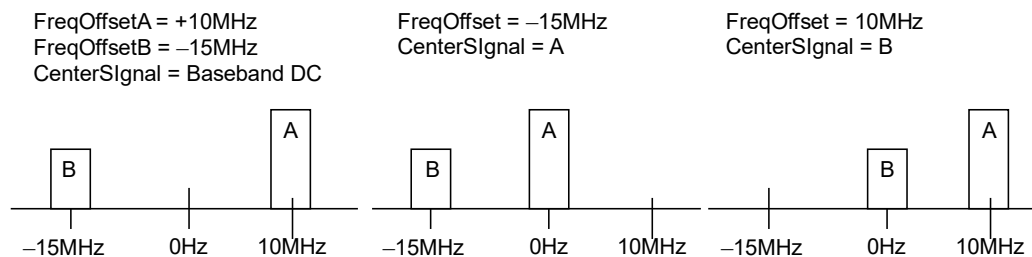 FreqOffsetA = +10MHz
FreqOffsetB = –15MHz
CenterSIgnal = Baseband DC
B
A
–15MHz
0Hz
10MHz
FreqOffset = –15MHz
CenterSIgnal = A
B
A
–15MHz
0Hz
10MHz
FreqOffset = 10MHz
CenterSIgnal = B
B
A
–15MHz
0Hz
10MHz